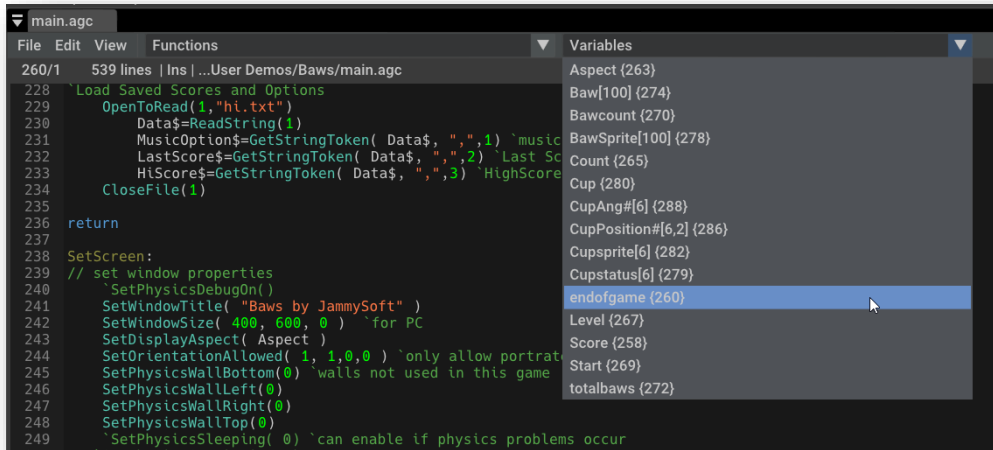 main.agc
File Edit View Functions Variables
260/1 539 lines | Ins | ...User Demos/Baws/main.agc
228 `Load Saved Scores and Options
229 OpenToRead(1,"hi.txt")
230 Data$=ReadString(1)
231 MusicOption$=GetStringToken( Data$, ",",1) `music
232 LastScore$=GetStringToken( Data$, ",",2) `Last Sc
233 HiScore$=GetStringToken( Data$, ",",3) `HighScore
234 CloseFile(1)
235
236 return
237
238 SetScreen:
239 // set window properties
240 `SetPhysicsDebugOn()
241 SetWindowTitle( "Baws by JammySoft" )
242 SetWindowSize( 400, 600, 0 ) `for PC
243 SetDisplayAspect( Aspect )
244 SetOrientationAllowed( 1, 1,0,0 ) `only allow portrat
245 SetPhysicsWallBottom(0) `walls not used in this game
246 SetPhysicsWallLeft(0)
247 SetPhysicsWallRight(0)
248 SetPhysicsWallTop(0)
249 `SetPhysicsSleeping( 0) `can enable if physics problems occur
Aspect {263}
Baw[100] {274}
Bawcount {270}
BawSprite[100] {278}
Count {265}
Cup {280}
CupAng#[6] {288}
CupPosition#[6,2] {286}
Cupsprite[6] {282}
Cupstatus[6] {279}
endofgame {260}
Level {267}
Score {258}
Start {269}
totalbaws {272}